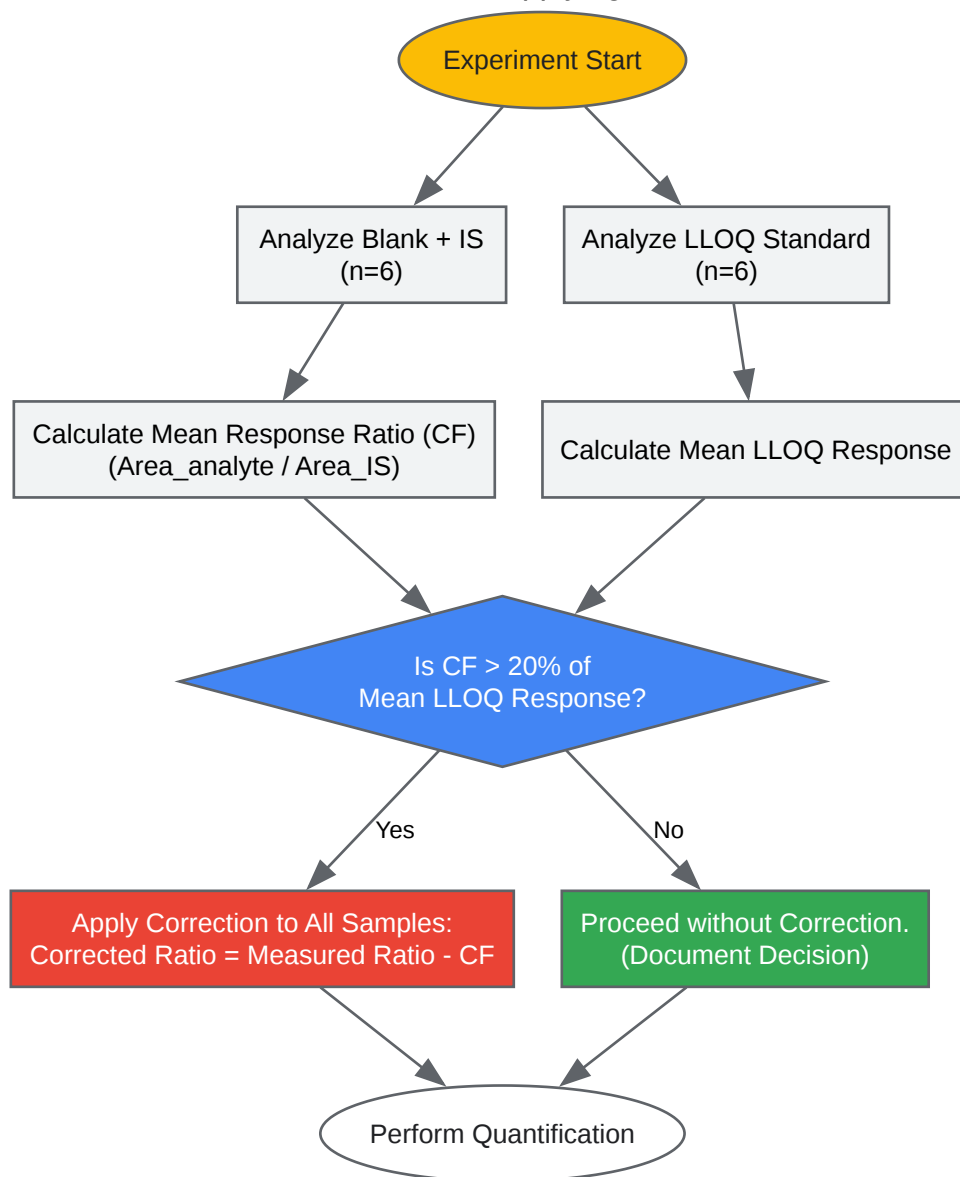 Experiment Start
Analyze Blank + IS
(n=6)
Analyze LLOQ Standard
(n=6)
Calculate Mean Response Ratio (CF)
(Area_analyte / Area_IS)
Calculate Mean LLOQ Response
Is CF > 20% of
Mean LLOQ Response?
Yes
No
Apply Correction to All Samples:
Corrected Ratio = Measured Ratio - CF
Proceed without Correction.
(Document Decision)
Perform Quantification